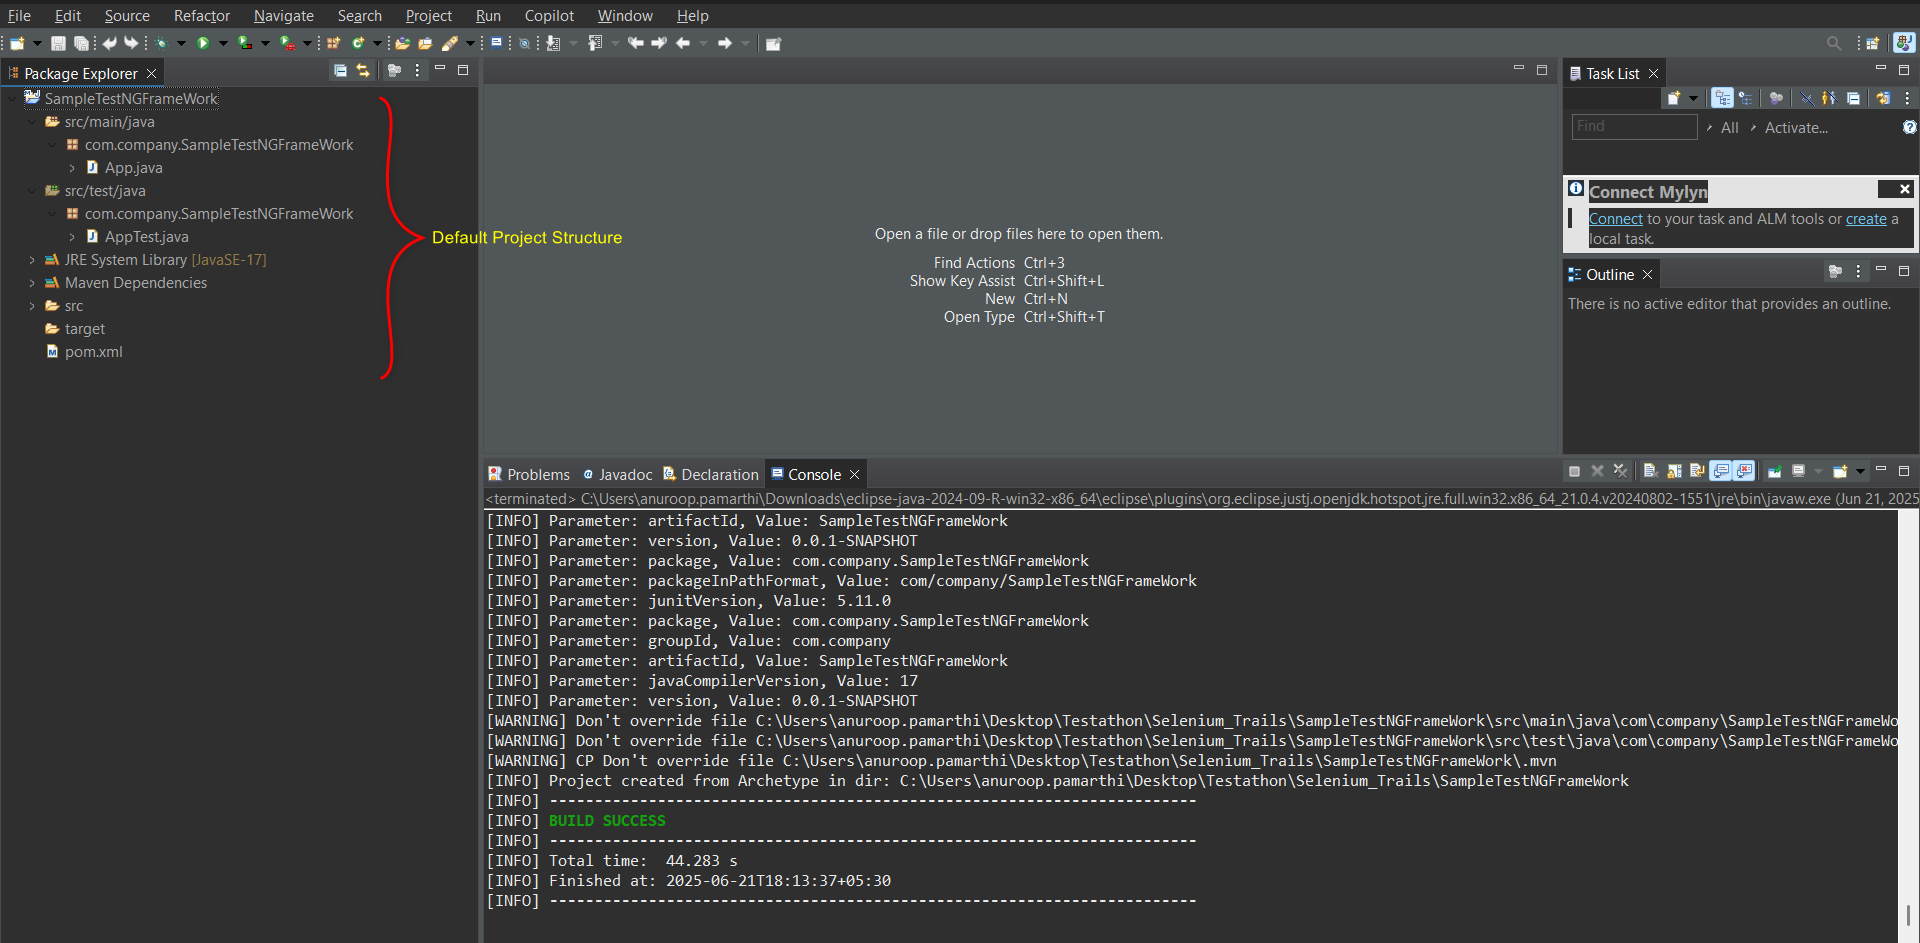 File Edit Source Refactor Navigate Search Project Run Copilot Window Help
Package Explorer
SampleTestNGFrameWork
src/main/java
com.company.SampleTestNGFrameWork
App.java
src/test/java
com.company.SampleTestNGFrameWork
AppTest.java
JRE System Library [JavaSE-17]
Maven Dependencies
src
target
pom.xml
Default Project Structure
Open a file or drop files here to open them.
Find Actions Ctrl+3
Show Key Assist Ctrl+Shift+L
New Ctrl+N
Open Type Ctrl+Shift+T
Task List
Find All Activate...
Connect Mylyn
Connect to your task and ALM tools or create a
local task.
Outline
There is no active editor that provides an outline.
Problems Javadoc Declaration Console
<terminated> C:\Users\anuroop.pamarthi\Downloads\eclipse-java-2024-09-R-win32-x86_64\eclipse\plugins\org.eclipse.justj.openjdk.hotspot.jre.full.win32.x86_64_21.0.4.v20240802-1551\jre\bin\javaw.exe (Jun 21, 2025
[INFO] Parameter: artifactId, Value: SampleTestNGFrameWork
[INFO] Parameter: version, Value: 0.0.1-SNAPSHOT
[INFO] Parameter: package, Value: com.company.SampleTestNGFrameWork
[INFO] Parameter: packageInPathFormat, Value: com/company/SampleTestNGFrameWork
[INFO] Parameter: junitVersion, Value: 5.11.0
[INFO] Parameter: package, Value: com.company.SampleTestNGFrameWork
[INFO] Parameter: groupId, Value: com.company
[INFO] Parameter: artifactId, Value: SampleTestNGFrameWork
[INFO] Parameter: javaCompilerVersion, Value: 17
[INFO] Parameter: version, Value: 0.0.1-SNAPSHOT
[WARNING] Don't override file C:\Users\anuroop.pamarthi\Desktop\Testathon\Selenium_Trails\SampleTestNGFrameWork\src\main\java\com\company\SampleTestNGFrameWo
[WARNING] Don't override file C:\Users\anuroop.pamarthi\Desktop\Testathon\Selenium_Trails\SampleTestNGFrameWork\src\test\java\com\company\SampleTestNGFrameWo
[WARNING] CP Don't override file C:\Users\anuroop.pamarthi\Desktop\Testathon\Selenium_Trails\SampleTestNGFrameWork\.mvn
[INFO] Project created from Archetype in dir: C:\Users\anuroop.pamarthi\Desktop\Testathon\Selenium_Trails\SampleTestNGFrameWork
[INFO] ------------------------------------------------------------------------
[INFO] BUILD SUCCESS
[INFO] ------------------------------------------------------------------------
[INFO] Total time:  44.283 s
[INFO] Finished at: 2025-06-21T18:13:37+05:30
[INFO] ------------------------------------------------------------------------